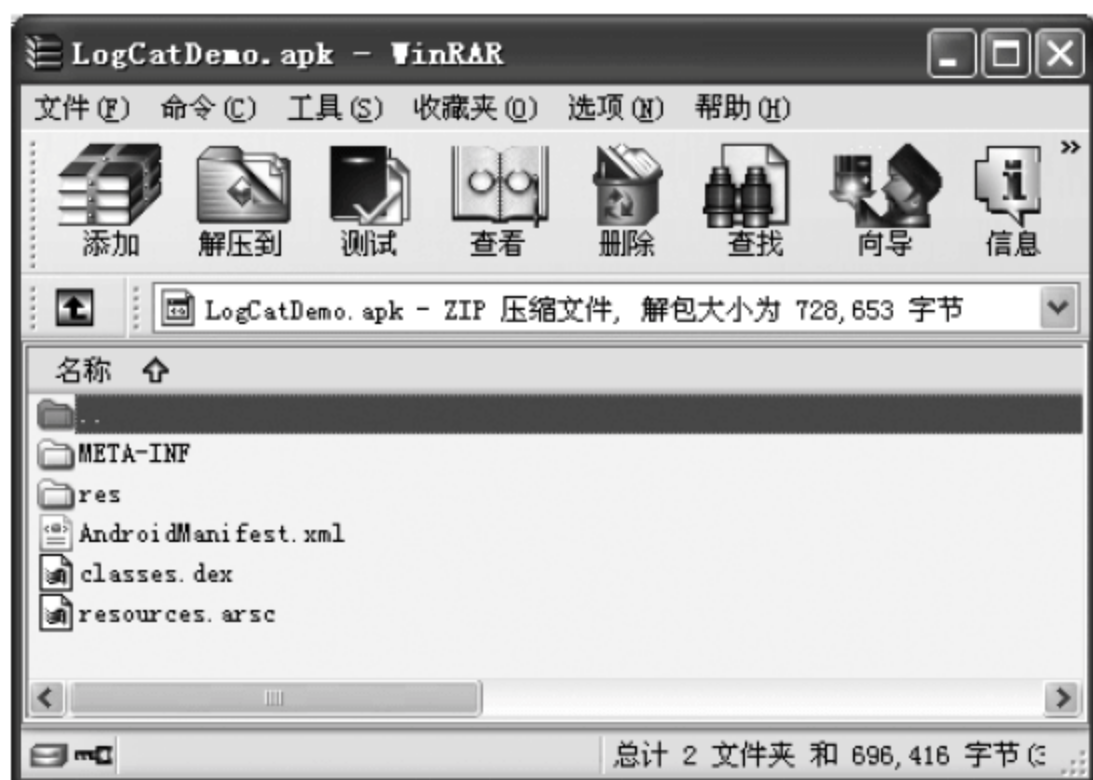 LogCatDemo.apk - WinRAR
文件(F) 命令(C) 工具(S) 收藏夹(O) 选项(N) 帮助(H)
添加 解压到 测试 查看 删除 查找 向导 信息 »
LogCatDemo.apk - ZIP 压缩文件, 解包大小为 728,653 字节
名称
..
META-INF
res
AndroidManifest.xml
classes.dex
resources.arsc
总计 2 文件夹 和 696,416 字节(3